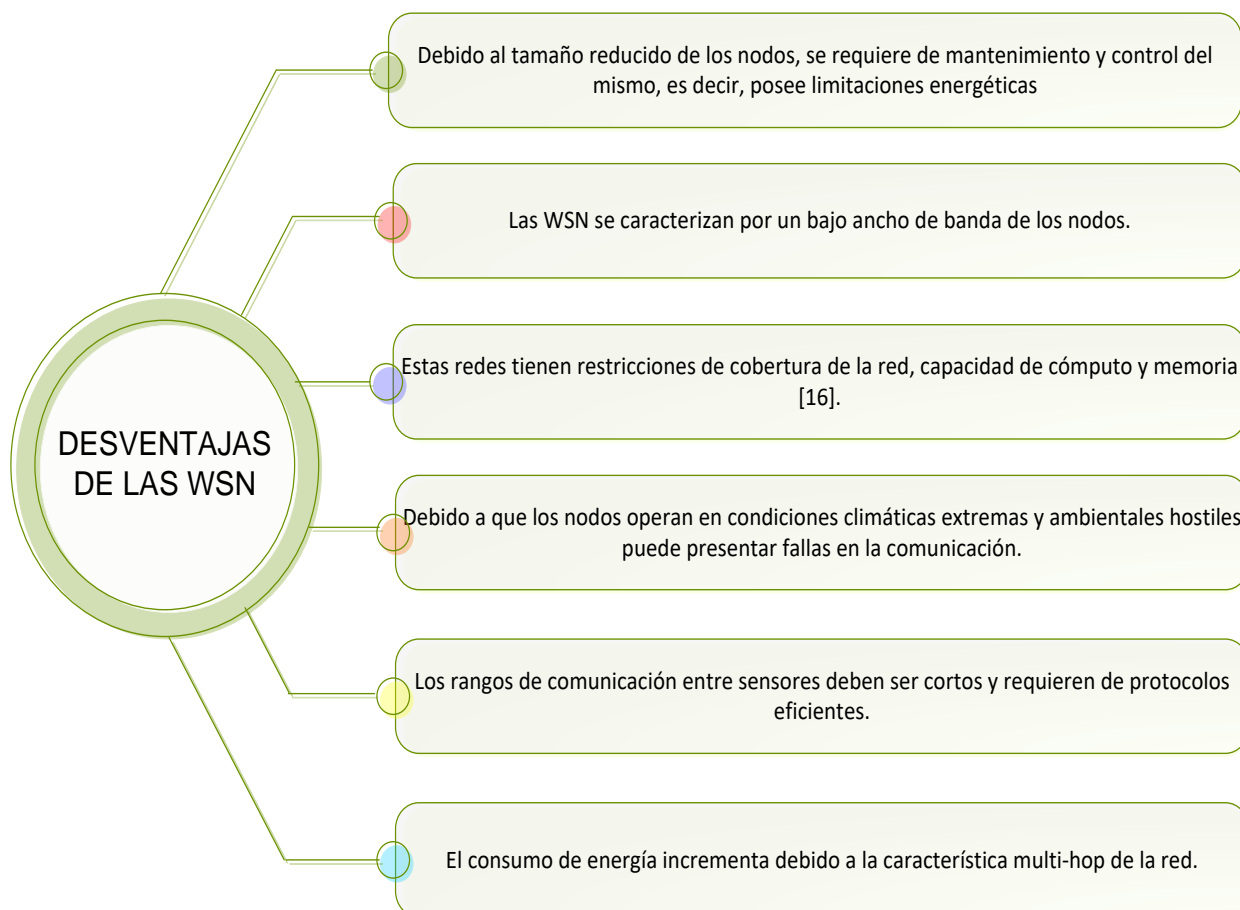 Debido al tamaño reducido de los nodos, se requiere de mantenimiento y control del
mismo, es decir, posee limitaciones energéticas
Las WSN se caracterizan por un bajo ancho de banda de los nodos.
Estas redes tienen restricciones de cobertura de la red, capacidad de cómputo y memoria
[16].
DESVENTAJAS
DE LAS WSN
Debido a que los nodos operan en condiciones climáticas extremas y ambientales hostiles
puede presentar fallas en la comunicación.
Los rangos de comunicación entre sensores deben ser cortos y requieren de protocolos
eficientes.
El consumo de energía incrementa debido a la característica multi-hop de la red.